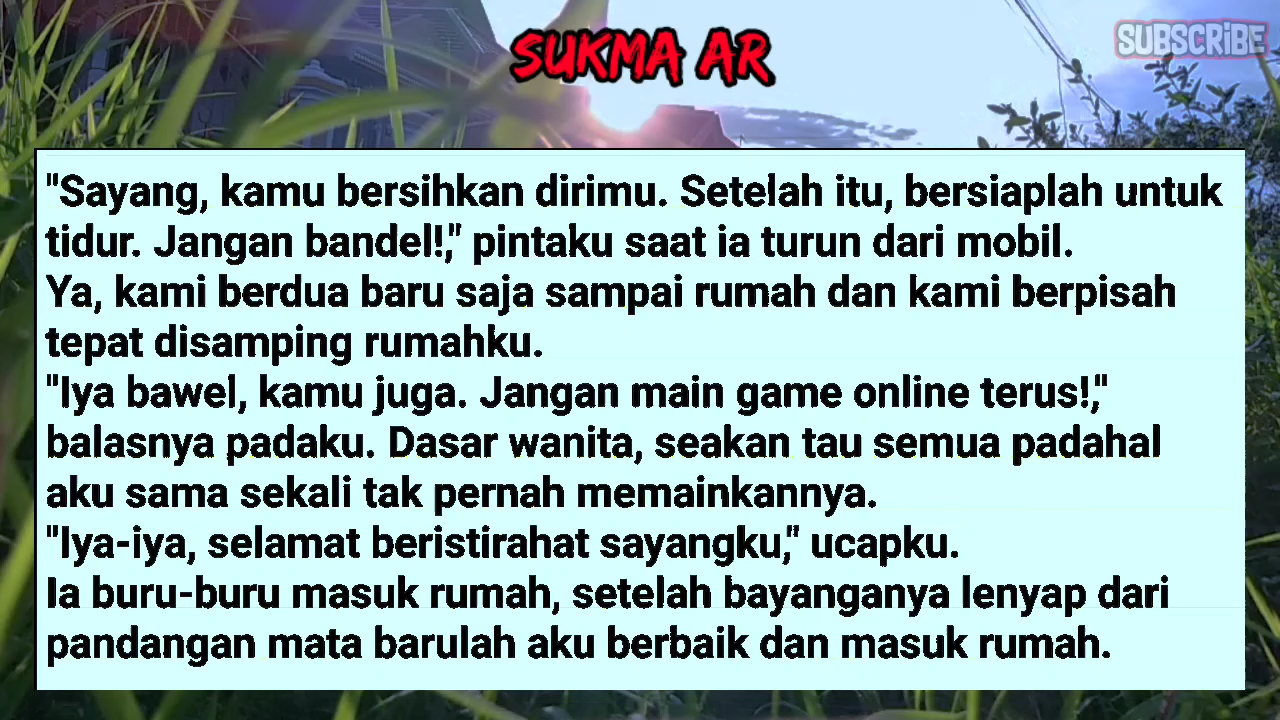 SUKMA AR
SUBSCRIBE
"Sayang, kamu bersihkan dirimu. Setelah itu, bersiaplah untuk
tidur. Jangan bandel!," pintaku saat ia turun dari mobil.
Ya, kami berdua baru saja sampai rumah dan kami berpisah
tepat disamping rumahku.
"Iya bawel, kamu juga. Jangan main game online terus!,"
balasnya padaku. Dasar wanita, seakan tau semua padahal
aku sama sekali tak pernah memainkannya.
"Iya-iya, selamat beristirahat sayangku," ucapku.
Ia buru-buru masuk rumah, setelah bayanganya lenyap dari
pandangan mata barulah aku berbaik dan masuk rumah.